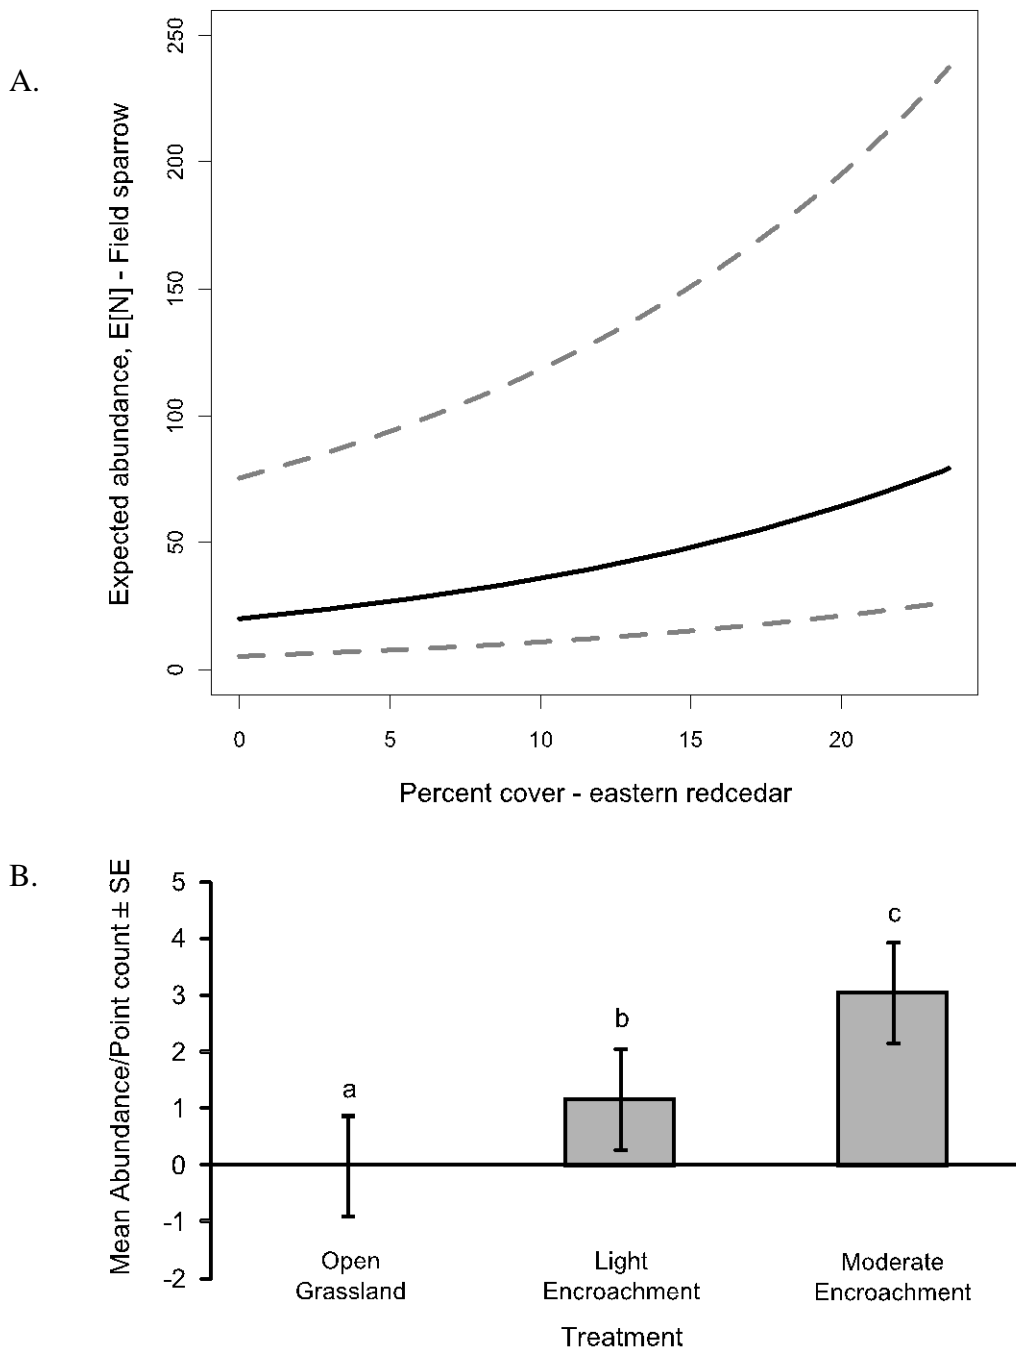 A.
Expected abundance, E[N] - Field sparrow
250
200
150
100
50
0
0 5 10 15 20
Percent cover - eastern redcedar
B.
Mean Abundance/Point count ± SE
5
4
3
2
1
0
-1
-2
a
b
c
Open
Grassland
Light
Encroachment
Moderate
Encroachment
Treatment